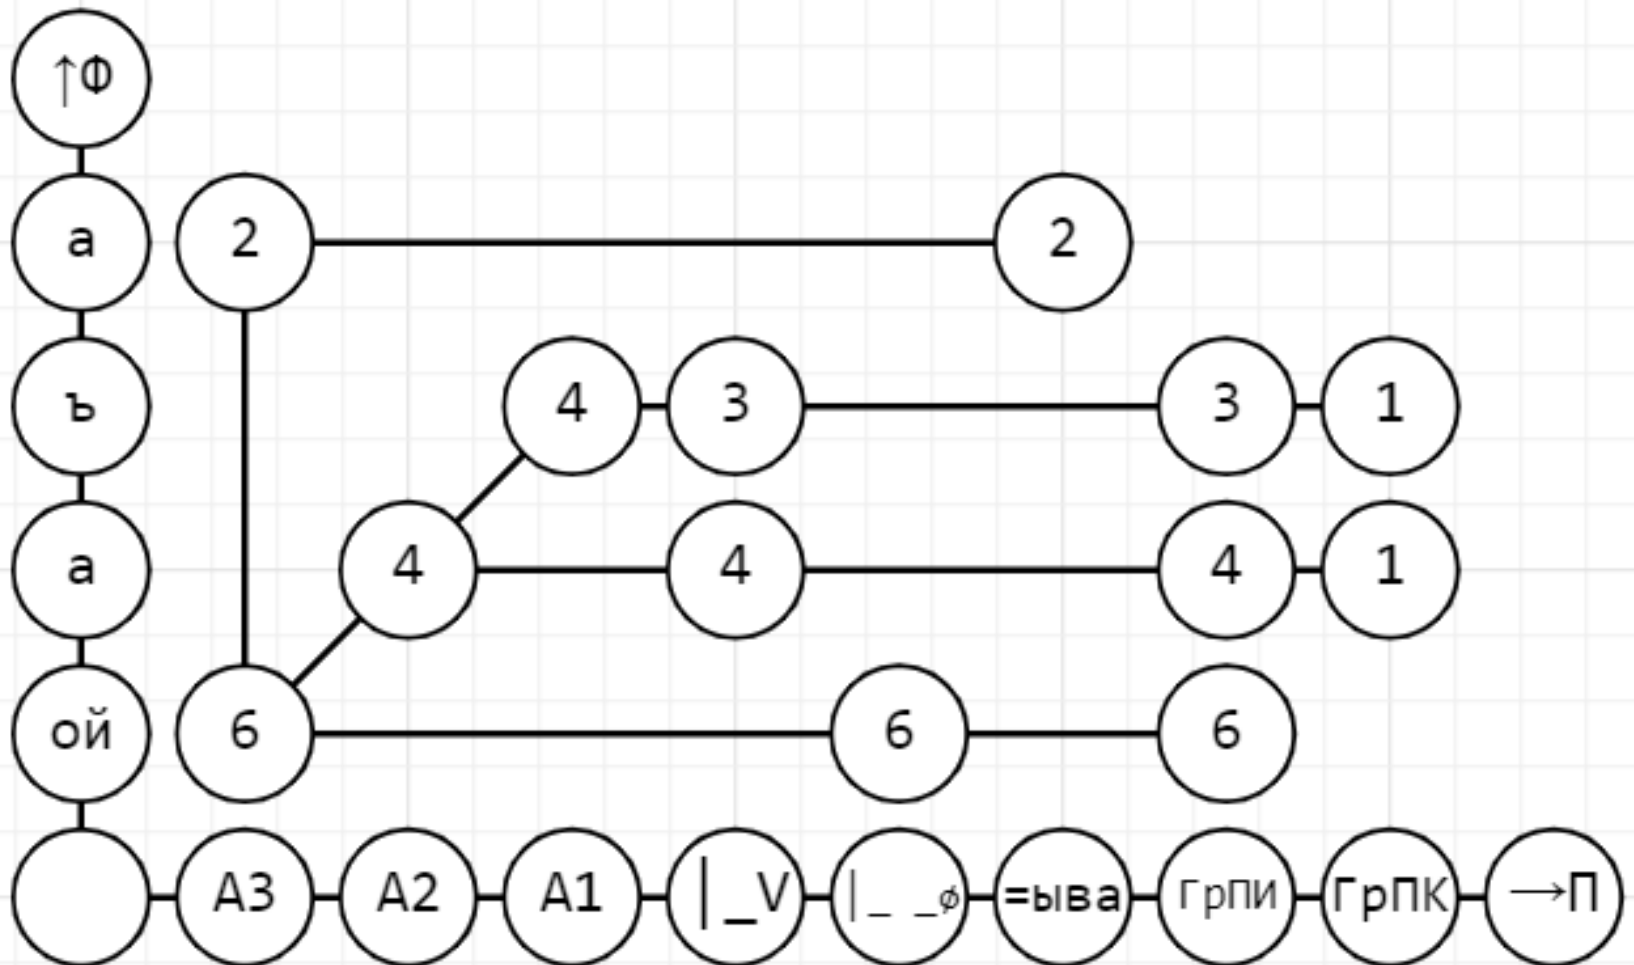 ↑Ф
а 2 2
ъ 4 3 3 1
а 4 4 4 1
ой 6 6 6
А3 А2 А1 |_V |_ _ø =ыва ГрПИ ГрПК →П